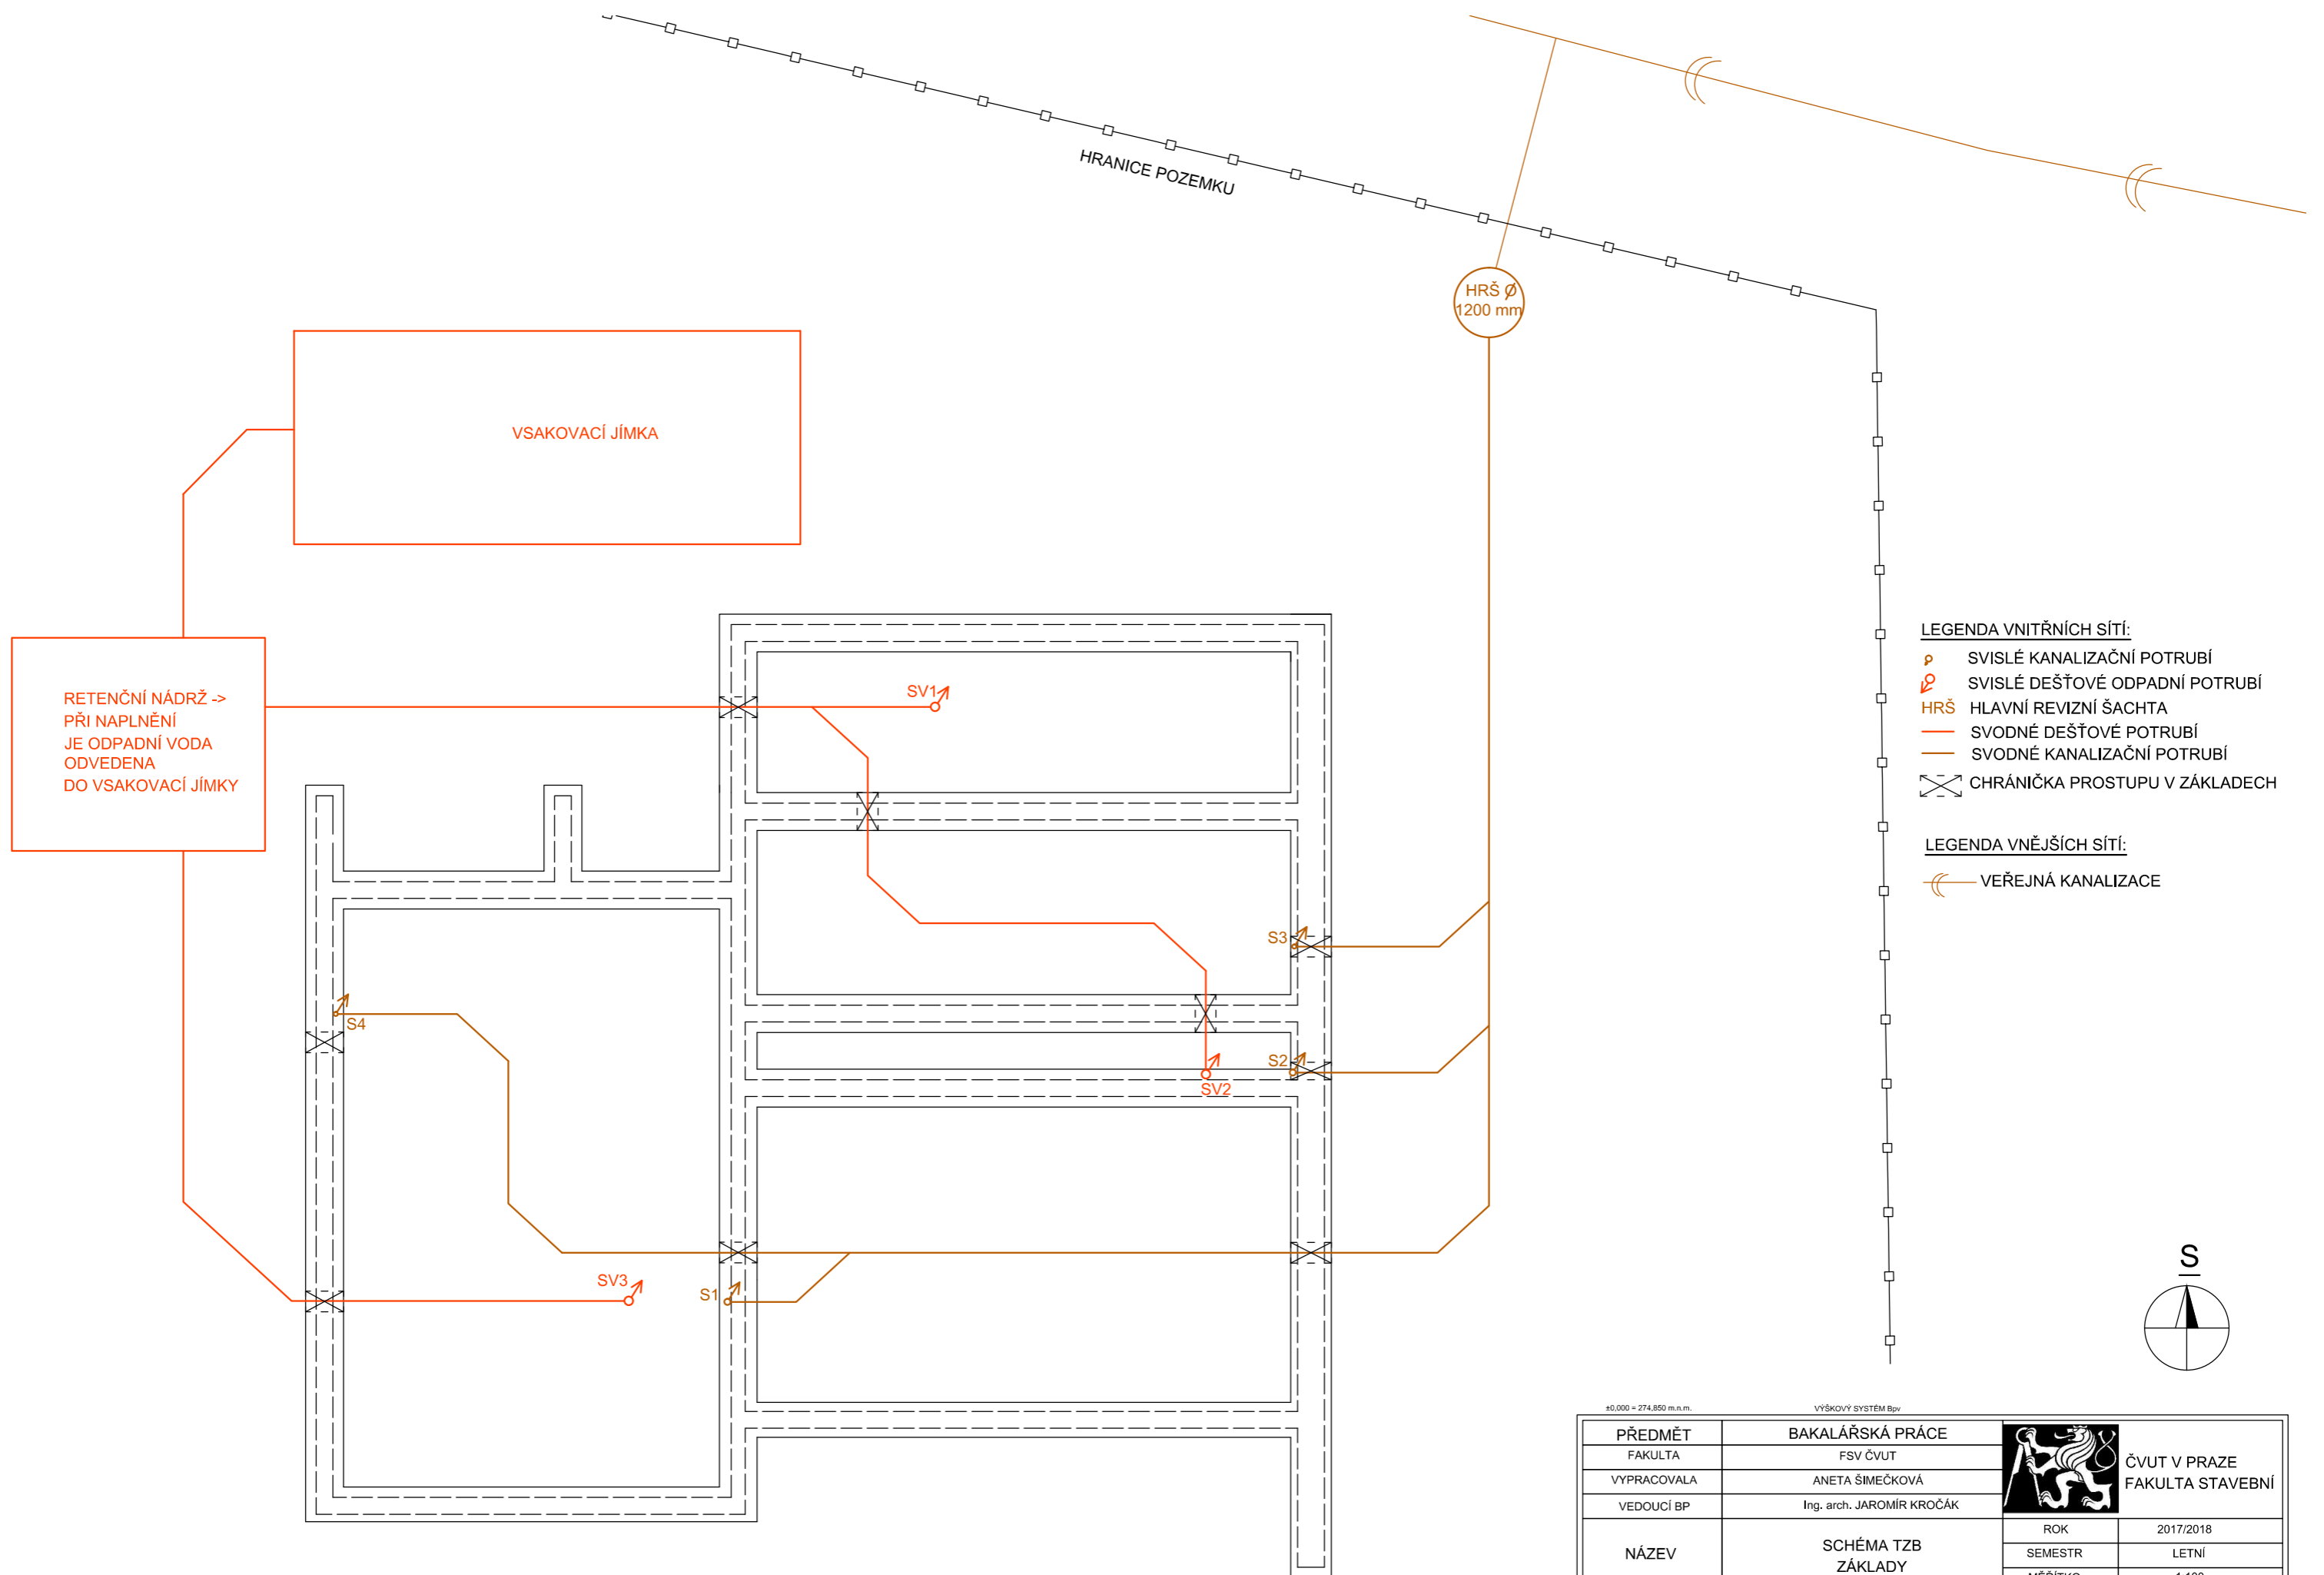 HRANICE POZEMKU
HRŠ Ø
1200 mm
VSAKOVACÍ JÍMKA
RETENČNÍ NÁDRŽ ->
PŘI NAPLNĚNÍ
JE ODPADNÍ VODA
ODVEDENA
DO VSAKOVACÍ JÍMKY
SV1
S3
S4
S2
SV2
SV3
S1
LEGENDA VNITŘNÍCH SÍTÍ:
SVISLÉ KANALIZAČNÍ POTRUBÍ
SVISLÉ DEŠŤOVÉ ODPADNÍ POTRUBÍ
HRŠ HLAVNÍ REVIZNÍ ŠACHTA
SVODNÉ DEŠŤOVÉ POTRUBÍ
SVODNÉ KANALIZAČNÍ POTRUBÍ
CHRÁNIČKA PROSTUPU V ZÁKLADECH
LEGENDA VNĚJŠÍCH SÍTÍ:
VEŘEJNÁ KANALIZACE
S
±0,000 = 274,850 m.n.m. VÝŠKOVÝ SYSTÉM Bpv
PŘEDMĚT BAKALÁŘSKÁ PRÁCE
FAKULTA FSV ČVUT
VYPRACOVALA ANETA ŠIMEČKOVÁ
VEDOUCÍ BP Ing. arch. JAROMÍR KROČÁK
ČVUT V PRAZE
FAKULTA STAVEBNÍ
NÁZEV SCHÉMA TZB
ZÁKLADY
ROK 2017/2018
SEMESTR LETNÍ
MĚŘÍTKO 1:100